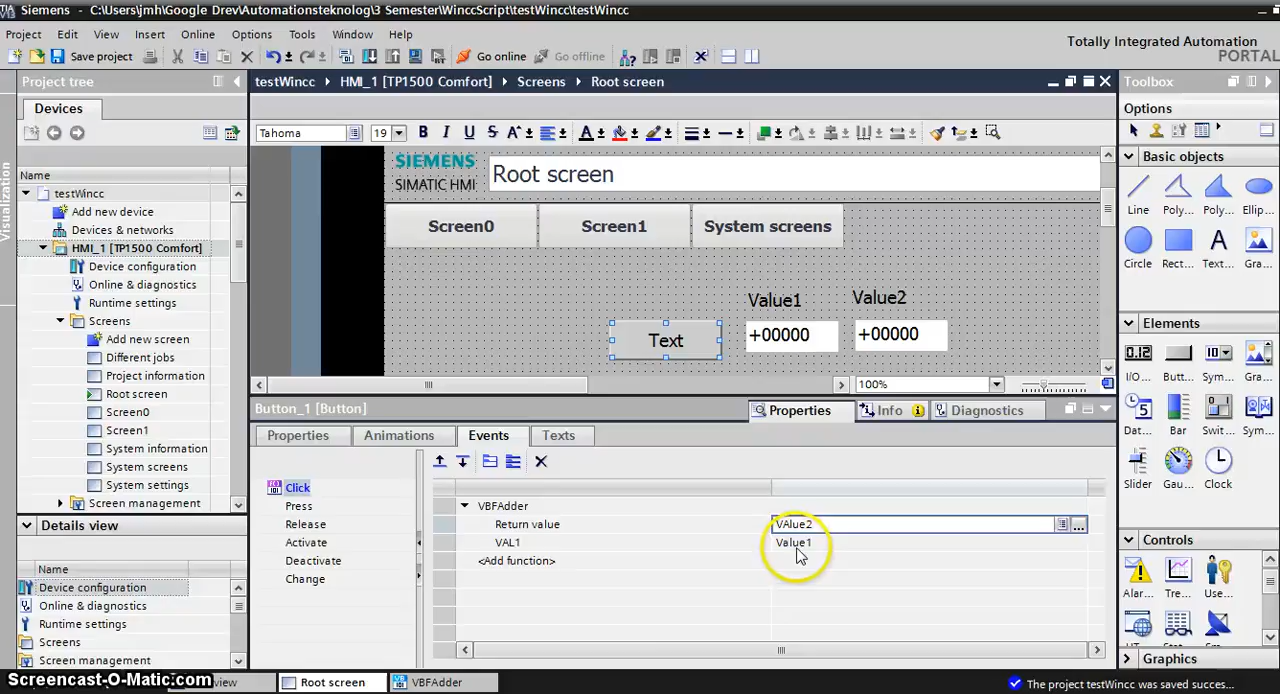 Siemens - C:\Users\jmh\Google Drev\Automationsteknolog\3 Semester\WinccScript\testWincc\testWincc
Project Edit View Insert Online Options Tools Window Help
Totally Integrated Automation
PORTAL
Save project
Go online
Go offline
Project tree
testWincc HMI_1 [TP1500 Comfort] Screens Root screen
Toolbox
Devices
Options
Tahoma 19
Basic objects
Name
testWincc
Add new device
Devices & networks
HMI_1 [TP1500 Comfort]
Device configuration
Online & diagnostics
Runtime settings
Screens
Add new screen
Different jobs
Project information
Root screen
Screen0
Screen1
System information
System screens
System settings
Screen management
Visualization
SIEMENS
SIMATIC HMI
Root screen
Screen0 Screen1 System screens
Value1 Value2
Text +00000 +00000
100%
Line Poly... Poly... Ellip...
Circle Rect... Text... Gra...
Elements
0.12
I/O... Butt... Sym... Gra...
Dat... Bar Swit... Sym...
Slider Gau... Clock
Button_1 [Button]
Properties Info Diagnostics
Properties Animations Events Texts
Click
Press
Release
Activate
Deactivate
Change
VBFAdder
Return value VAlue2
VAL1 Value1
<Add function>
Details view
Name
Device configuration
Online & diagnostics
Runtime settings
Screens
Screen management
Controls
Alar... Tre... Use...
Graphics
Screencast-O-Matic.com
Root screen
VBFAdder
The project testWincc was saved succes...